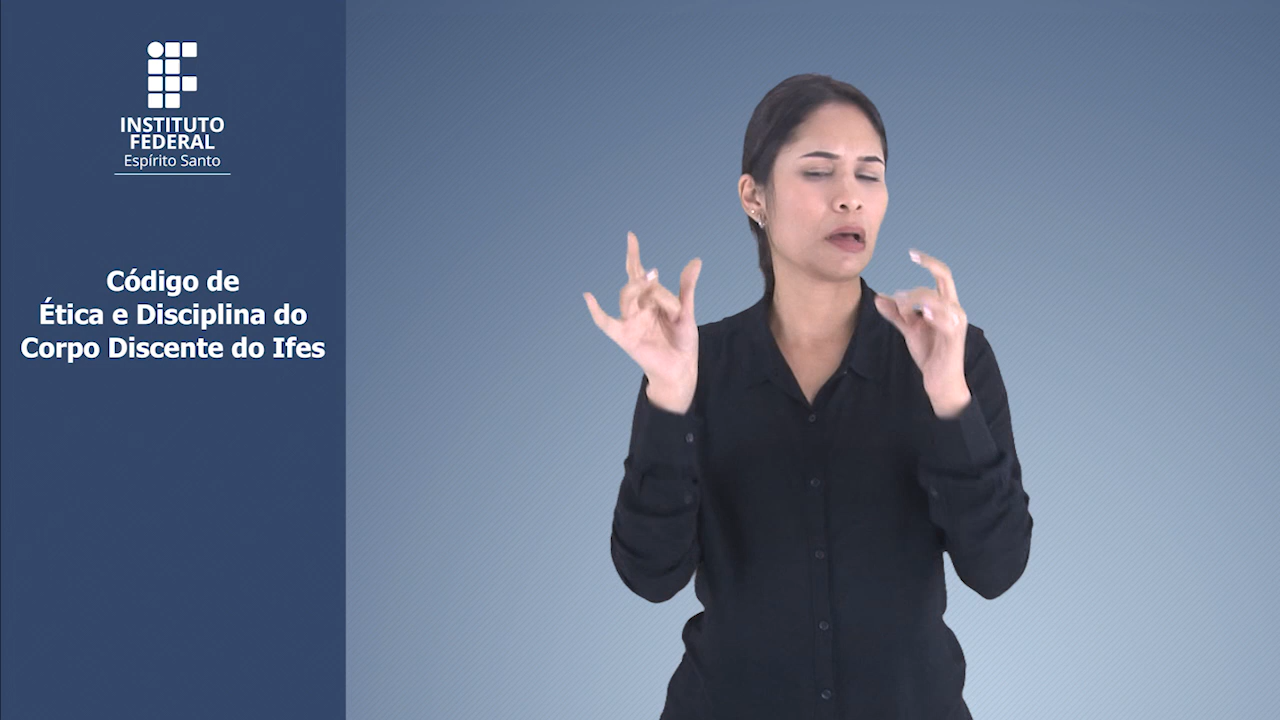 INSTITUTO
FEDERAL
Espírito Santo
Código de
Ética e Disciplina do
Corpo Discente do Ifes